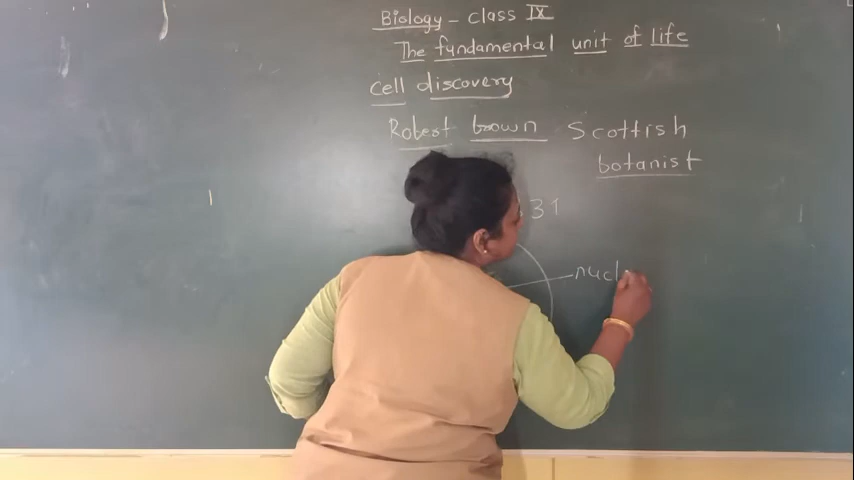 Biology - class IX
The fundamental unit of life
cell discovery
Robert brown Scottish
botanist
31
nucl